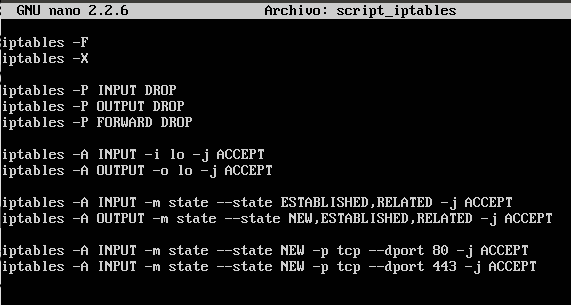 GNU nano 2.2.6 Archivo: script_iptables
iptables -F
iptables -X
iptables -P INPUT DROP
iptables -P OUTPUT DROP
iptables -P FORWARD DROP
iptables -A INPUT -i lo -j ACCEPT
iptables -A OUTPUT -o lo -j ACCEPT
iptables -A INPUT -m state --state ESTABLISHED,RELATED -j ACCEPT
iptables -A OUTPUT -m state --state NEW,ESTABLISHED,RELATED -j ACCEPT
iptables -A INPUT -m state --state NEW -p tcp --dport 80 -j ACCEPT
iptables -A INPUT -m state --state NEW -p tcp --dport 443 -j ACCEPT